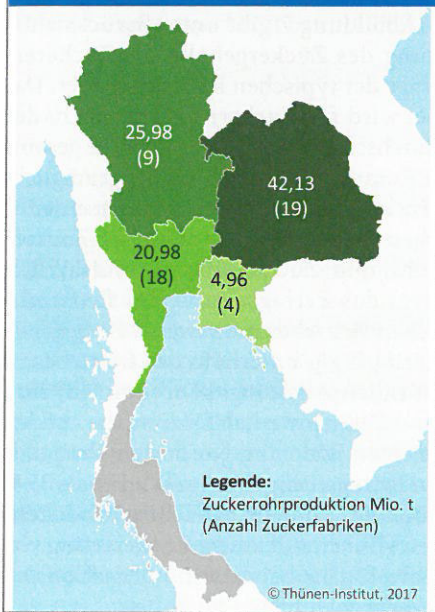 25,98
(9)
42,13
(19)
20,98
(18)
4,96
(4)
Legende:
Zuckerrohrproduktion Mio. t
(Anzahl Zuckerfabriken)
© Thünen-Institut, 2017